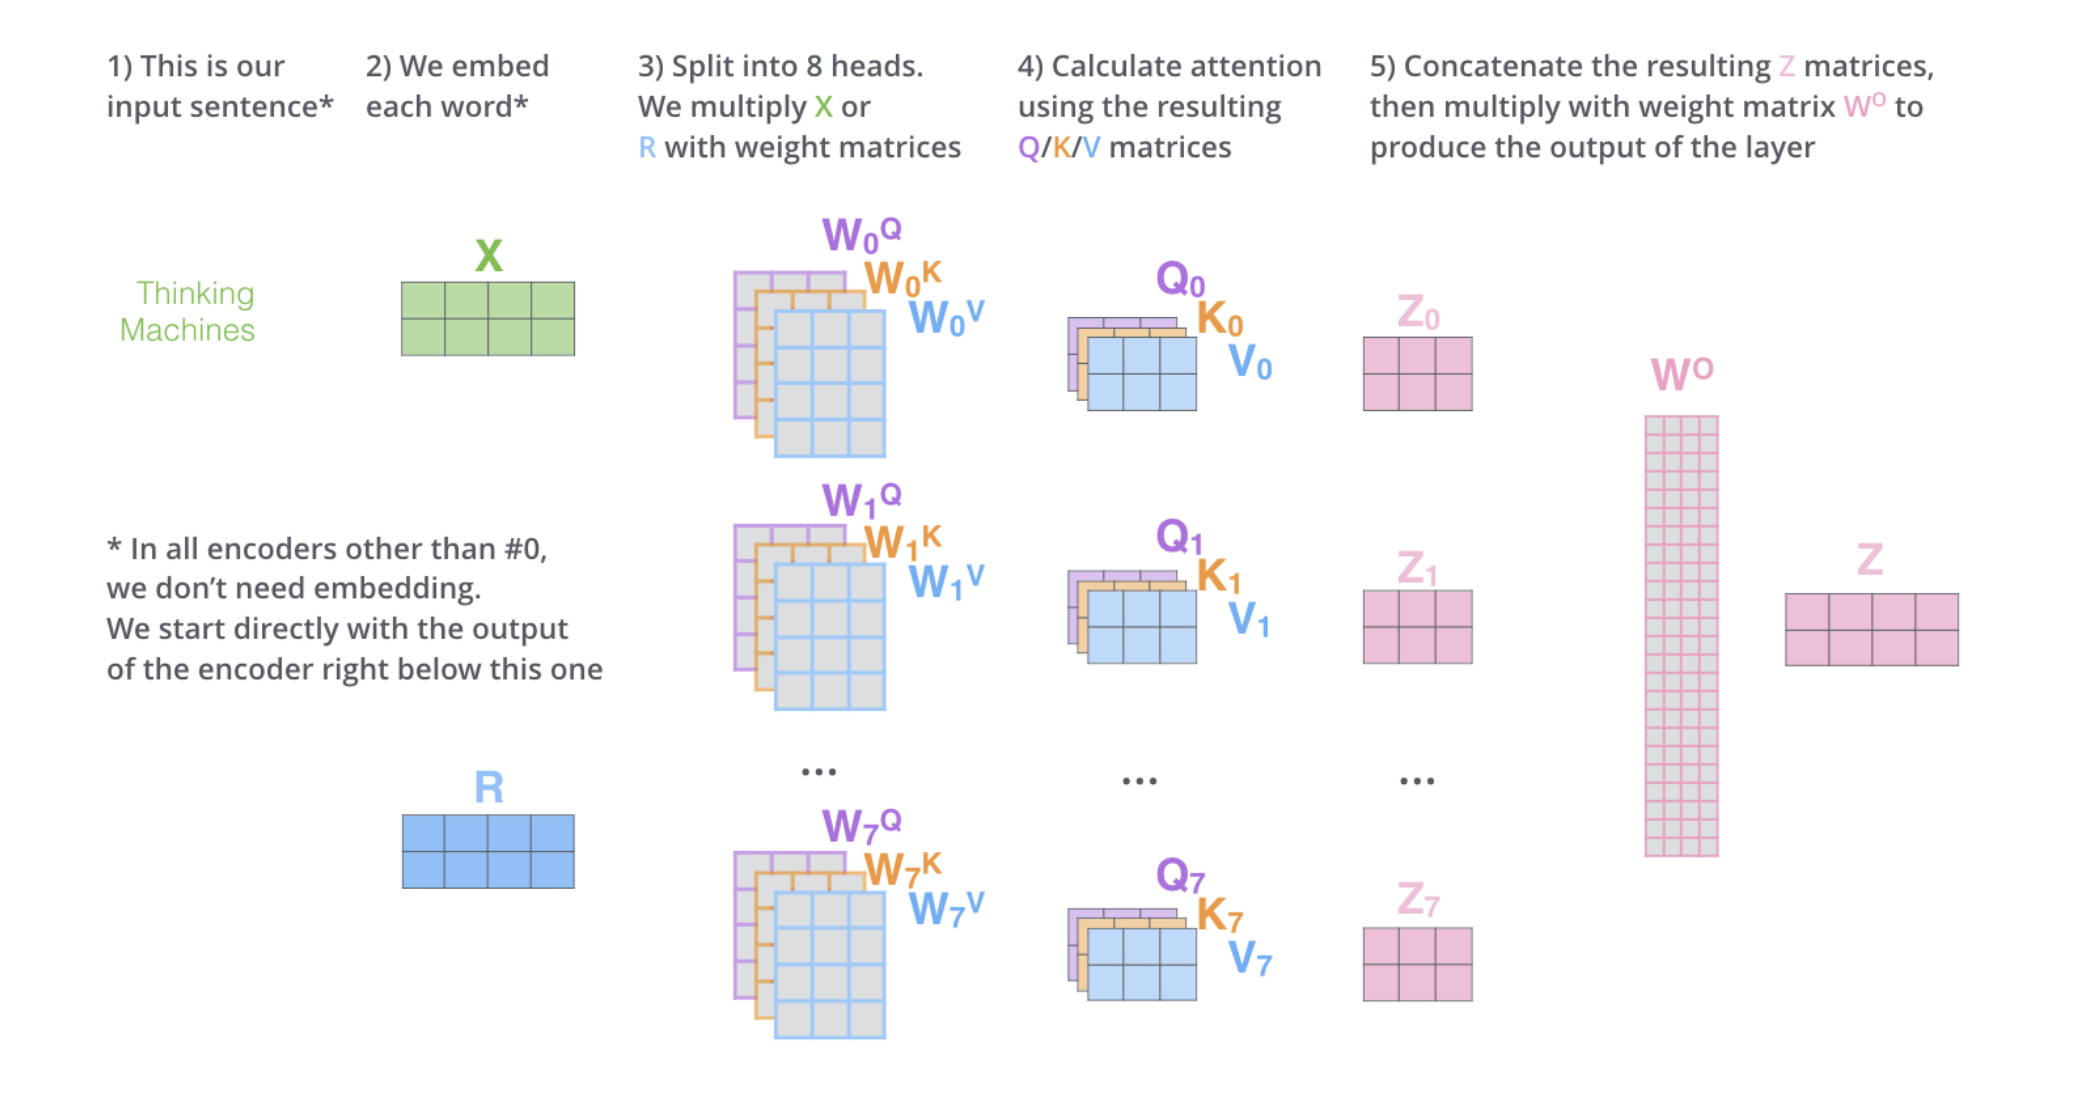 1) This is our
input sentence*
2) We embed
each word*
3) Split into 8 heads.
We multiply X or
R with weight matrices
4) Calculate attention
using the resulting
Q/K/V matrices
5) Concatenate the resulting Z matrices,
then multiply with weight matrix Wᴼ to
produce the output of the layer
Thinking
Machines
X
W₀Q
W₀K
W₀V
Q₀
K₀
V₀
Z₀
Wᴼ
* In all encoders other than #0,
we don’t need embedding.
We start directly with the output
of the encoder right below this one
W₁Q
W₁K
W₁V
Q₁
K₁
V₁
Z₁
Z
...
...
...
R
W₇Q
W₇K
W₇V
Q₇
K₇
V₇
Z₇